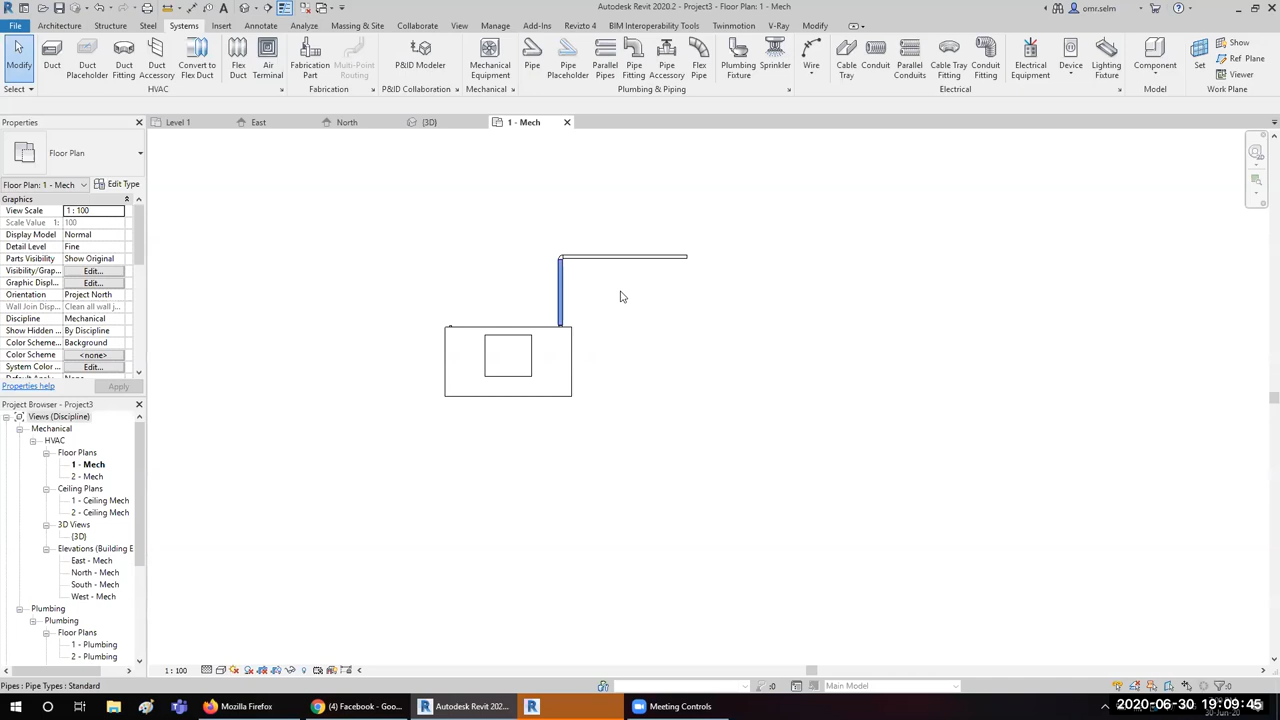 Autodesk Revit 2020.2 - Project3 - Floor Plan: 1 - Mech
omr.selm
File Architecture Structure Steel Systems Insert Annotate Analyze Massing & Site Collaborate View Manage Add-Ins Revizto 4 BIM Interoperability Tools Twinmotion V-Ray Modify
Modify
Duct
Duct Placeholder
Duct Fitting
Duct Accessory
Convert to Flex Duct
Flex Duct
Air Terminal
Fabrication Part
Multi-Point Routing
P&ID Modeler
Mechanical Equipment
Pipe
Pipe Placeholder
Parallel Pipes
Pipe Fitting
Pipe Accessory
Flex Pipe
Plumbing Fixture
Sprinkler
Wire
Cable Tray
Conduit
Parallel Conduits
Cable Tray Fitting
Conduit Fitting
Electrical Equipment
Device
Lighting Fixture
Component
Set
Show
Ref Plane
Viewer
Select HVAC Fabrication P&ID Collaboration Mechanical Plumbing & Piping Electrical Model Work Plane
Properties
Level 1 East North {3D} 1 - Mech
Floor Plan
Floor Plan: 1 - Mech Edit Type
Graphics
View Scale 1 : 100
Scale Value 1: 100
Display Model Normal
Detail Level Fine
Parts Visibility Show Original
Visibility/Grap... Edit...
Graphic Displ... Edit...
Orientation Project North
Wall Join Disp... Clean all wall j...
Discipline Mechanical
Show Hidden ... By Discipline
Color Scheme... Background
Color Scheme <none>
System Color ... Edit...
Properties help Apply
Project Browser - Project3
Views (Discipline)
Mechanical
HVAC
Floor Plans
1 - Mech
2 - Mech
Ceiling Plans
1 - Ceiling Mech
2 - Ceiling Mech
3D Views
{3D}
Elevations (Building E
East - Mech
North - Mech
South - Mech
West - Mech
Plumbing
Plumbing
Floor Plans
1 - Plumbing
2 - Plumbing
1 : 100
Pipes : Pipe Types : Standard
:0
Main Model
:0
Mozilla Firefox
(4) Facebook - Goo...
Autodesk Revit 2020...
Meeting Controls
2020-06-30 19:09:45